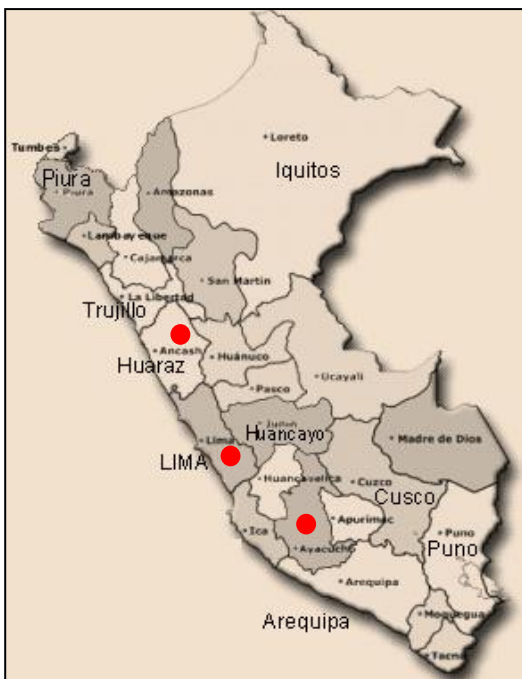 Loreto
Tumbes
Iquitos
Piura
Piura
Amazonas
Lambayeque
Cajamarca
San Martin
La Libertad
Trujillo
Ancash
Huánuco
Huaraz
Ucayali
Pasco
Junin
Huancayo
Lima
Madre de Dios
LIMA
Huancavelica
Cuzco
Cusco
Ica
Apurimac
Puno
Ayacucho
Puno
Arequipa
Arequipa
Moquegua
Tacna